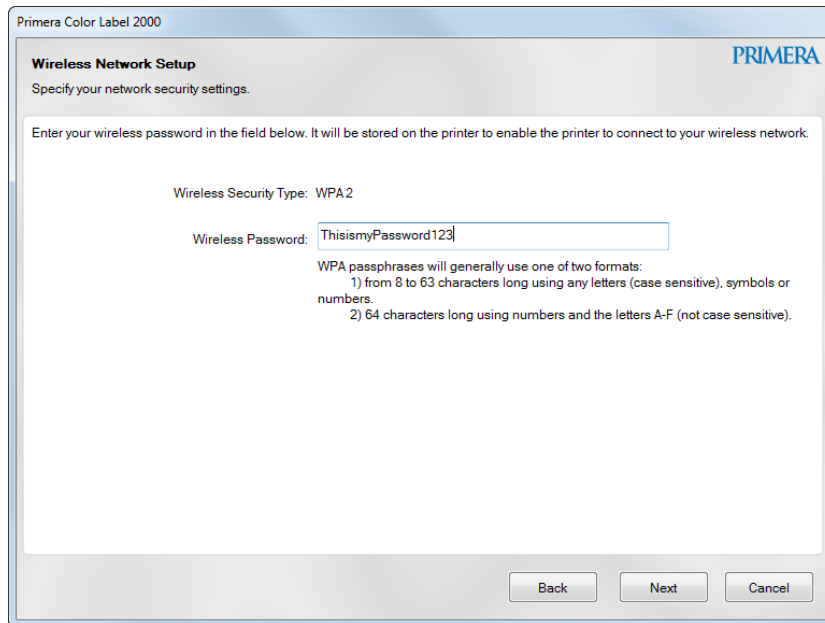 Primera Color Label 2000
PRIMERA
Wireless Network Setup
Specify your network security settings.
Enter your wireless password in the field below. It will be stored on the printer to enable the printer to connect to your wireless network.
Wireless Security Type: WPA2
Wireless Password: ThisismyPassword123
WPA passphrases will generally use one of two formats:
1) from 8 to 63 characters long using any letters (case sensitive), symbols or
numbers.
2) 64 characters long using numbers and the letters A-F (not case sensitive).
Back Next Cancel